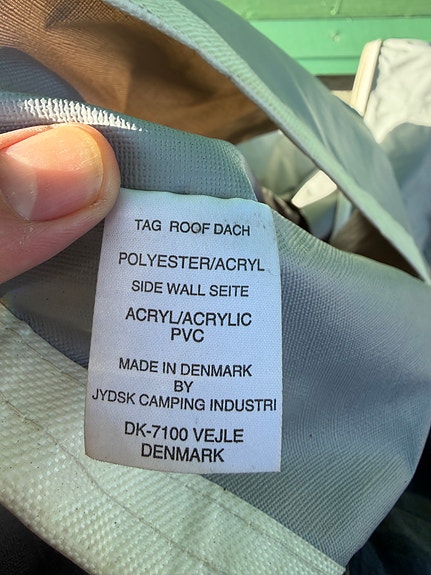 TAG ROOF DACH
POLYESTER/ACRYL
SIDE WALL SEITE
ACRYL/ACRYLIC
PVC
MADE IN DENMARK
BY
JYDSK CAMPING INDUSTRI
DK-7100 VEJLE
DENMARK